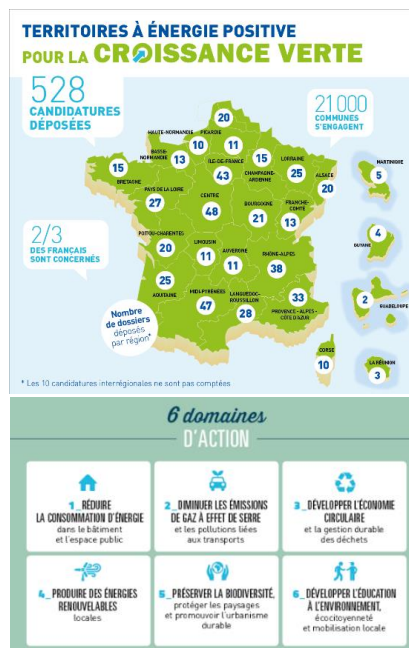 TERRITOIRES À ÉNERGIE POSITIVE
POUR LA CROISSANCE VERTE
528
CANDIDATURES
DÉPOSÉES
21 000
COMMUNES
S'ENGAGENT
20
HAUTE-NORMANDIE
PICARDIE
10
11
BASSE-
NORMANDIE
13
ÎLE-DE-FRANCE
43
15
CHAMPAGNE-
ARDENNE
LORRAINE
25
ALSACE
20
15
BRETAGNE
PAYS DE LA LOIRE
27
CENTRE
48
BOURGOGNE
21
FRANCHE-
COMTÉ
13
MARTINIQUE
5
4
GUYANE
2
GUADELOUPE
LA RÉUNION
3
2/3
DES FRANÇAIS
SONT CONCERNÉS
POITOU-CHARENTES
20
LIMOUSIN
11
AUVERGNE
11
RHÔNE-ALPES
38
25
AQUITAINE
MIDI-PYRÉNÉES
47
LANGUEDOC-
ROUSSILLON
28
33
PROVENCE - ALPES -
CÔTE D'AZUR
CORSE
10
Nombre
de dossiers
déposés
par région*
* Les 10 candidatures interrégionales ne sont pas comptées
6 domaines
D'ACTION
1_RÉDUIRE
LA CONSOMMATION D'ÉNERGIE
dans le bâtiment
et l'espace public
2_DIMINUER LES ÉMISSIONS
DE GAZ À EFFET DE SERRE
et les pollutions liées
aux transports
3_DÉVELOPPER L'ÉCONOMIE
CIRCULAIRE
et la gestion durable
des déchets
4_PRODUIRE DES ÉNERGIES
RENOUVELABLES
locales
5_PRÉSERVER LA BIODIVERSITÉ,
protéger les paysages
et promouvoir l'urbanisme
durable
6_DÉVELOPPER L'ÉDUCATION
À L'ENVIRONNEMENT,
écocitoyenneté
et mobilisation locale